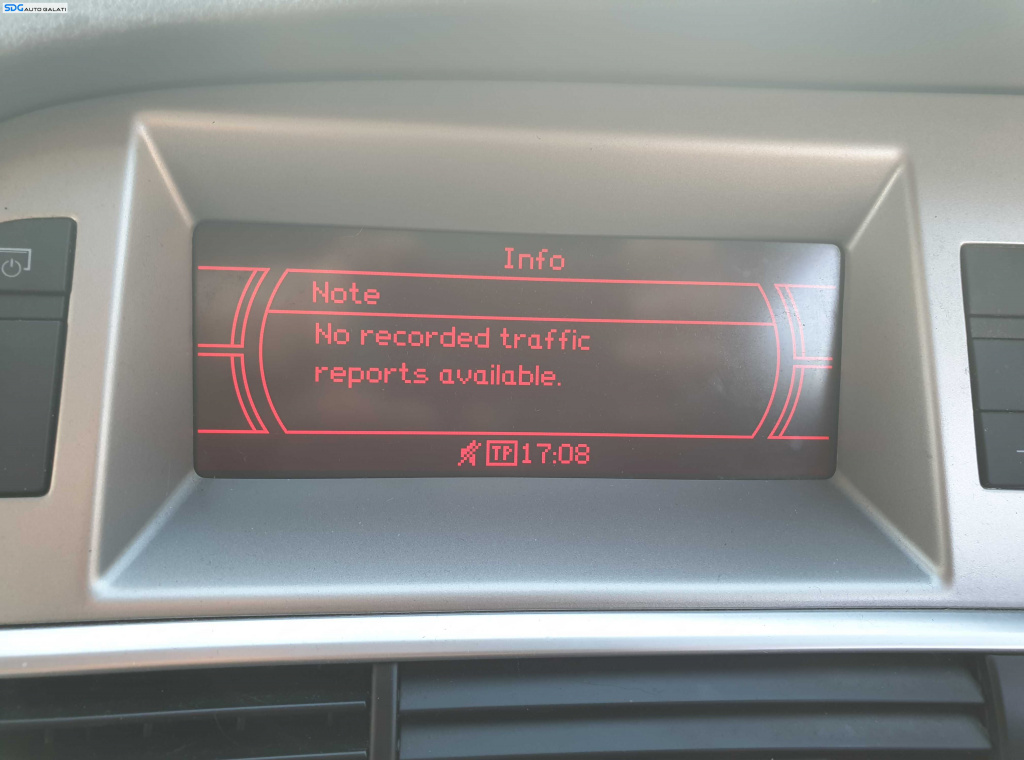 SDG AUTO GALATI
Info
Note
No recorded traffic
reports available.
TP 17:08